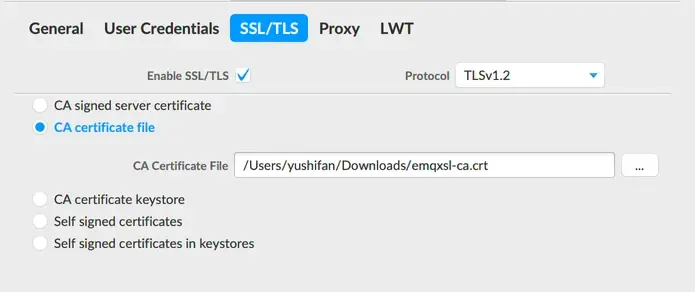 General User Credentials SSL/TLS Proxy LWT
Enable SSL/TLS Protocol TLSv1.2
CA signed server certificate
CA certificate file
CA Certificate File /Users/yushifan/Downloads/emqxsl-ca.crt ...
CA certificate keystore
Self signed certificates
Self signed certificates in keystores